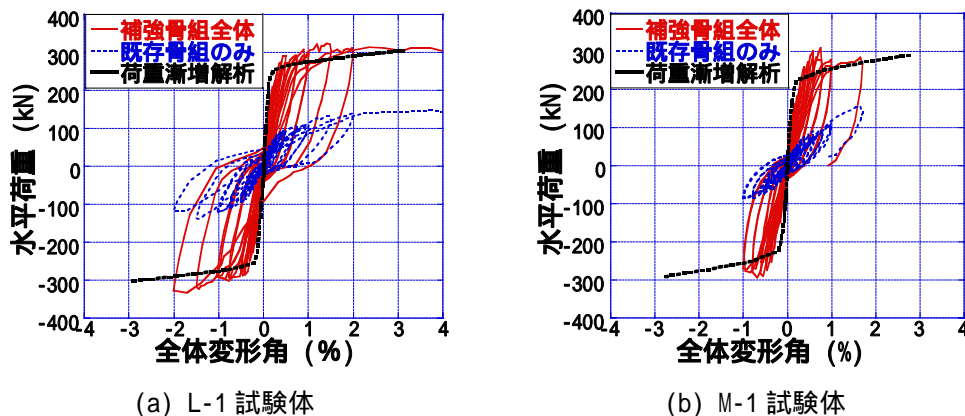 補強骨組全体
既存骨組のみ
荷重漸増解析
水平荷重 (kN)
400
300
200
100
0
-100
-200
-300
-400
-4 -3 -2 -1 0 1 2 3 4
全体変形角 (%)
(a) L-1 試験体
補強骨組全体
既存骨組のみ
荷重漸増解析
水平荷重 (kN)
400
300
200
100
0
-100
-200
-300
-400
-4 -3 -2 -1 0 1 2 3 4
全体変形角 (%)
(b) M-1 試験体